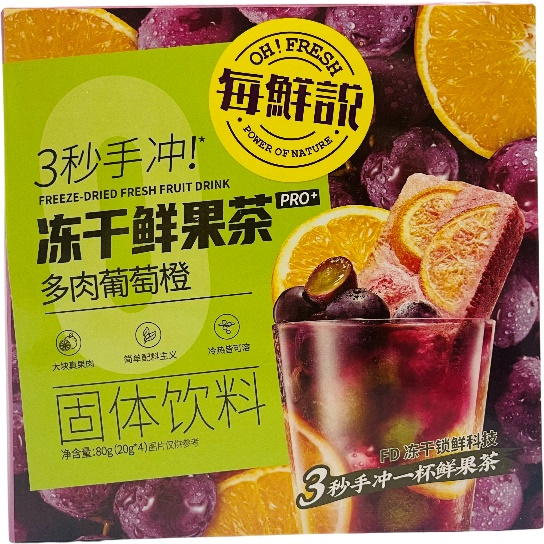 OH! FRESH
每鮮說
POWER OF NATURE
3秒手冲!*
FREEZE-DRIED FRESH FRUIT DRINK
冻干鲜果茶 PRO+
多肉葡萄橙
大块真果肉 简单配料主义 冷热皆可溶
固体饮料
净含量:80g(20g*4) 图片仅供参考
FD 冻干锁鲜科技
3秒手冲一杯鲜果茶